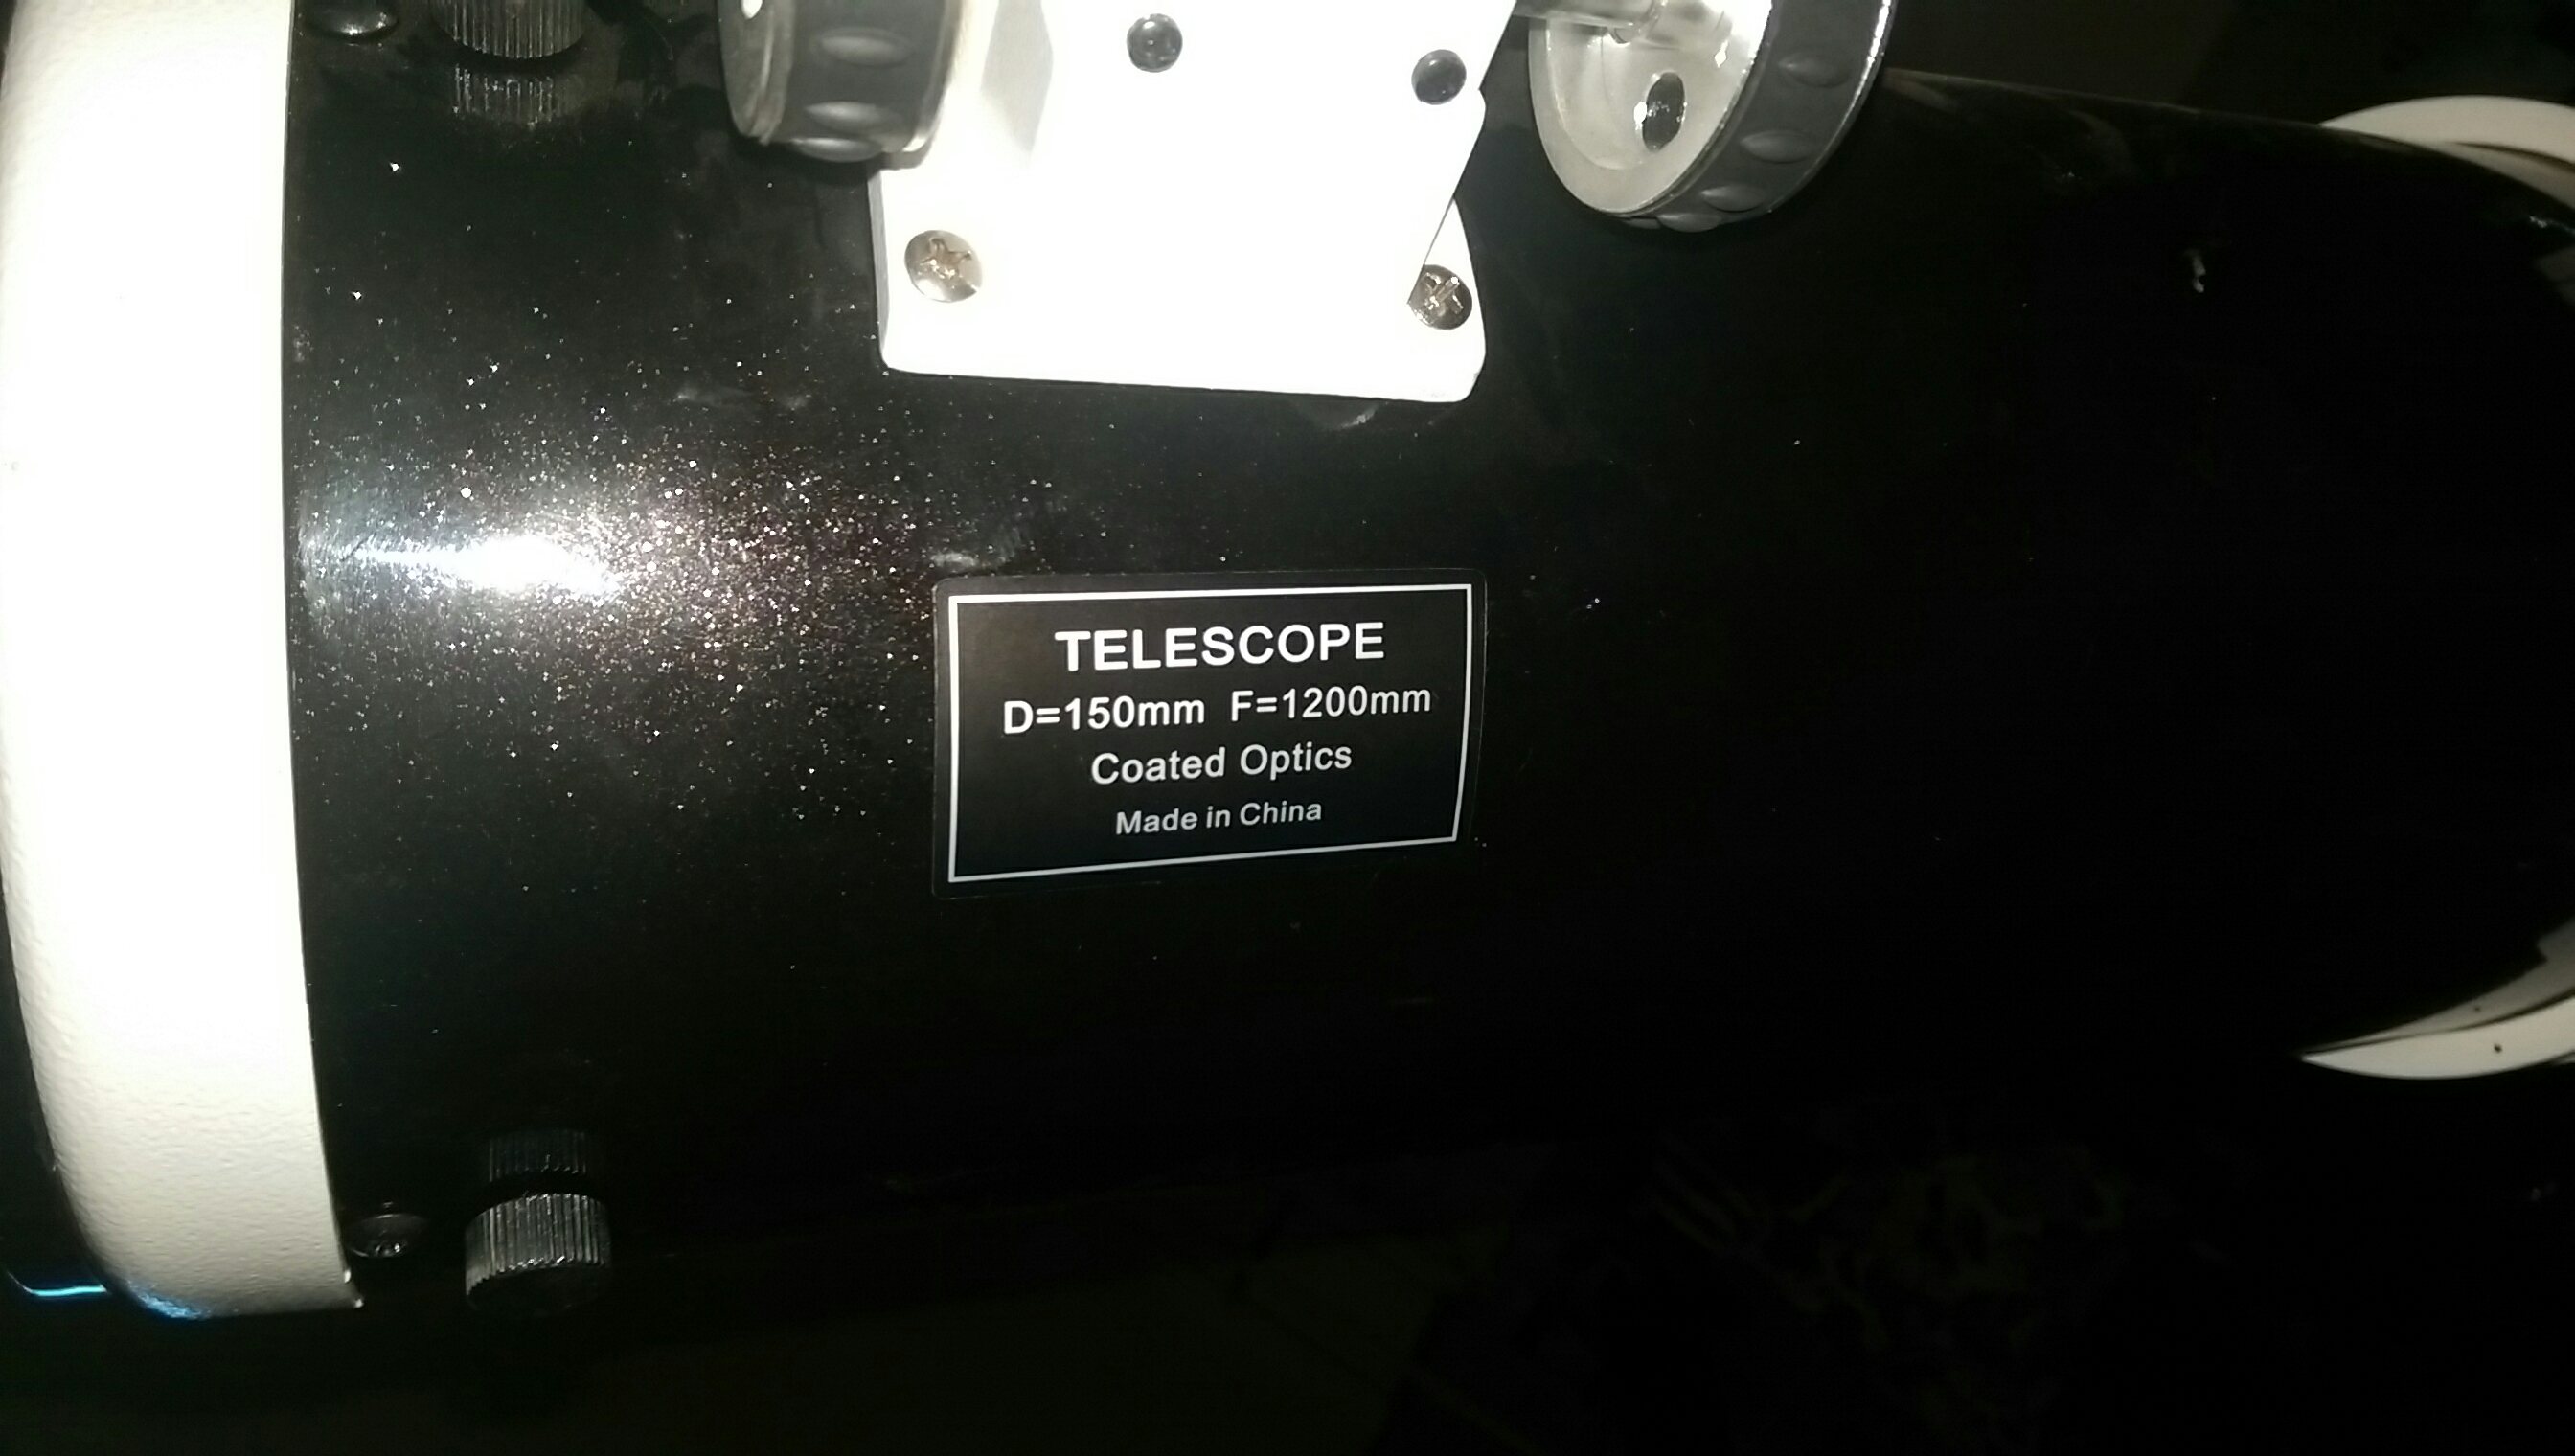 TELESCOPE
D=150mm F=1200mm
Coated Optics
Made in China